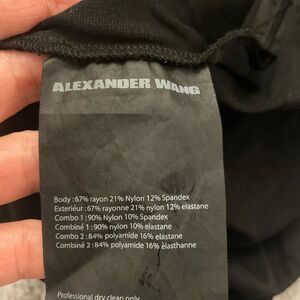 ALEXANDER WANG
Body : 67% rayon 21% Nylon 12% Spandex
Exteriéur : 67% rayonne 21% nylon 12% elastane
Combo 1 : 90% Nylon 10% Spandex
Combiné 1 : 90% nylon 10% elastane
Combo 2 : 84% polyamide 16% elastane
Combiné 2 : 84% polyamide 16% élasthanne
Professional dry clean only